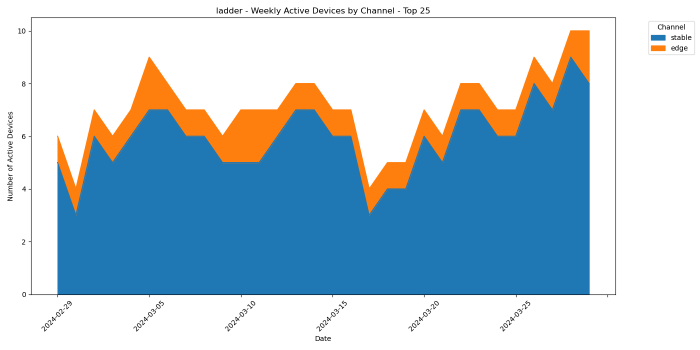 ladder - Weekly Active Devices by Channel - Top 25
Channel
stable
edge
Number of Active Devices
10
8
6
4
2
0
2024-02-29
2024-03-05
2024-03-10
2024-03-15
2024-03-20
2024-03-25
Date